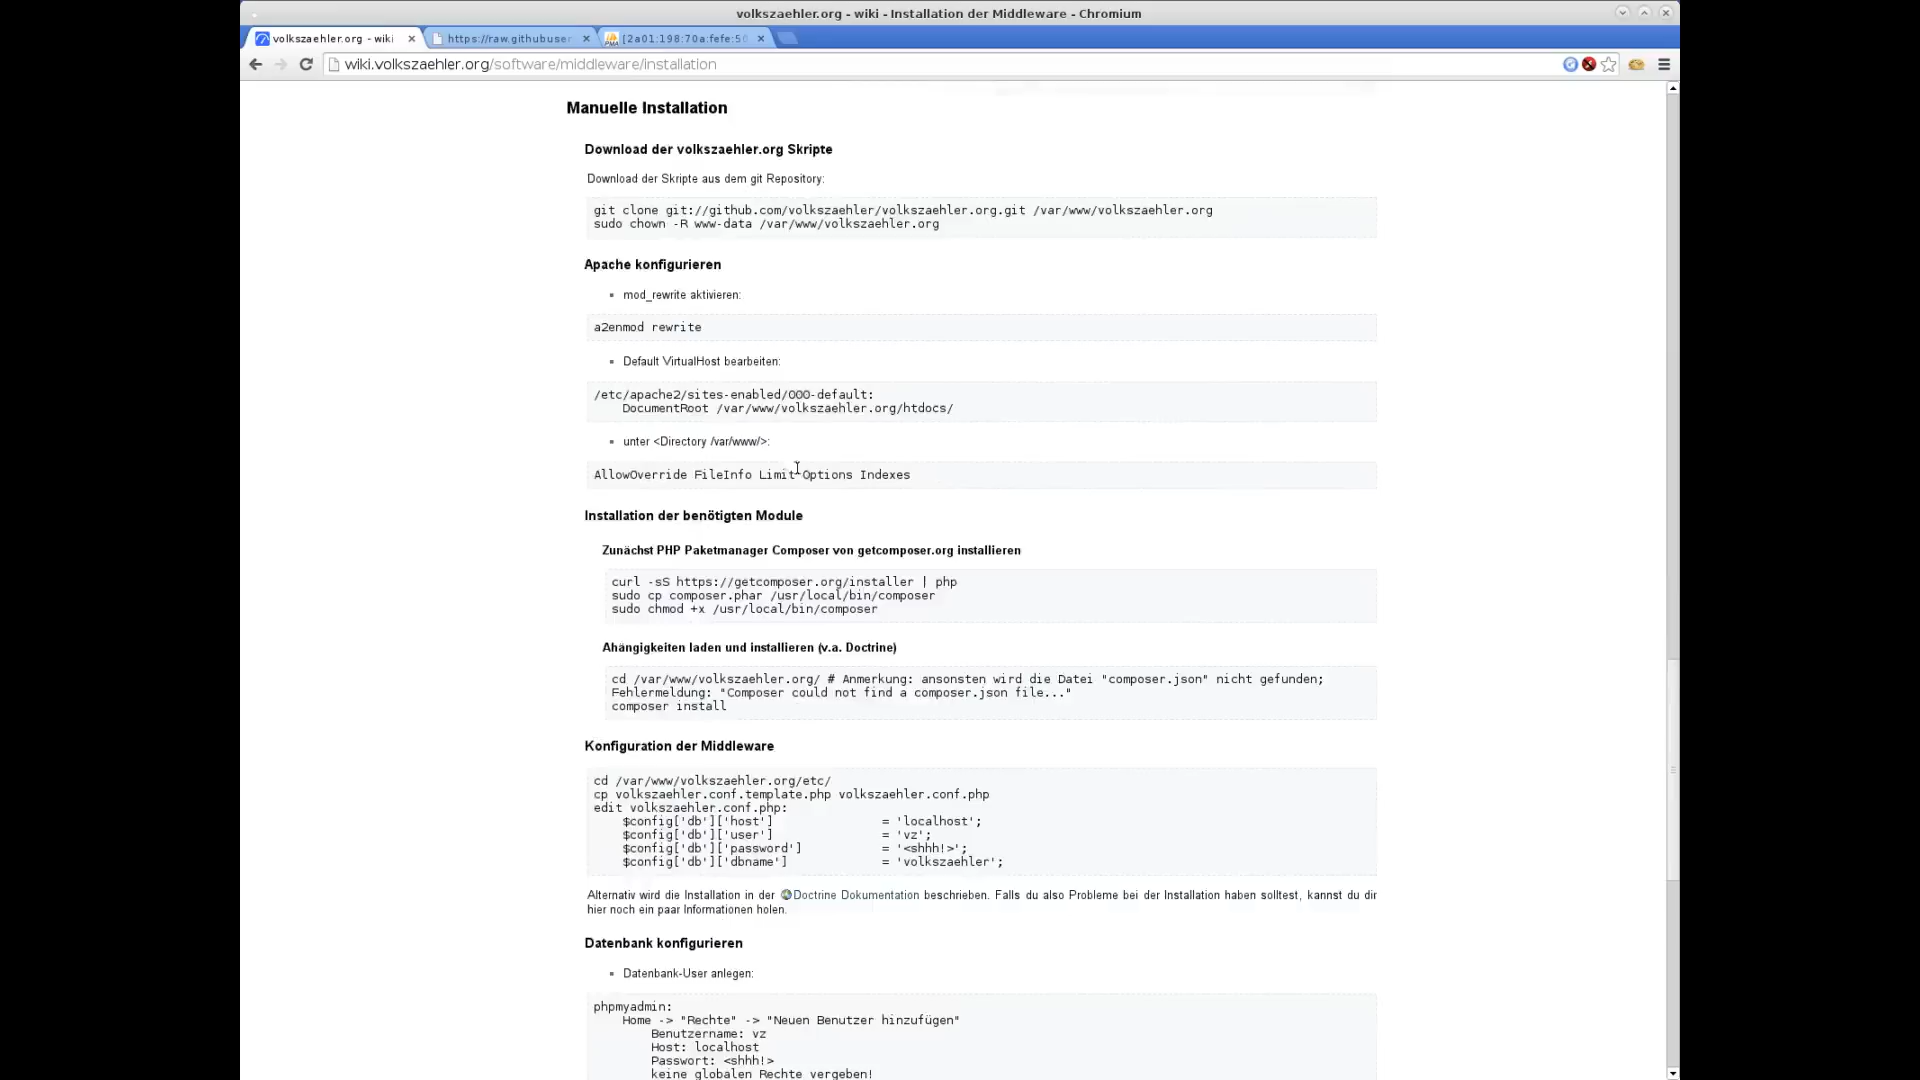 volkszaehler.org - wiki - Installation der Middleware - Chromium
volkszaehler.org - wiki
https://raw.githubuser
[2a01:198:70a:fefe:50
wiki.volkszaehler.org/software/middleware/installation
Manuelle Installation
Download der volkszaehler.org Skripte
Download der Skripte aus dem git Repository:
git clone git://github.com/volkszaehler/volkszaehler.org.git /var/www/volkszaehler.org
sudo chown -R www-data /var/www/volkszaehler.org
Apache konfigurieren
mod_rewrite aktivieren:
a2enmod rewrite
Default VirtualHost bearbeiten:
/etc/apache2/sites-enabled/000-default:
DocumentRoot /var/www/volkszaehler.org/htdocs/
unter <Directory /var/www/>:
AllowOverride FileInfo Limit Options Indexes
Installation der benötigten Module
Zunächst PHP Paketmanager Composer von getcomposer.org installieren
curl -sS https://getcomposer.org/installer | php
sudo cp composer.phar /usr/local/bin/composer
sudo chmod +x /usr/local/bin/composer
Ahängigkeiten laden und installieren (v.a. Doctrine)
cd /var/www/volkszaehler.org/ # Anmerkung: ansonsten wird die Datei "composer.json" nicht gefunden;
Fehlermeldung: "Composer could not find a composer.json file..."
composer install
Konfiguration der Middleware
cd /var/www/volkszaehler.org/etc/
cp volkszaehler.conf.template.php volkszaehler.conf.php
edit volkszaehler.conf.php:
$config['db']['host'] = 'localhost';
$config['db']['user'] = 'vz';
$config['db']['password'] = '<shhh!>';
$config['db']['dbname'] = 'volkszaehler';
Alternativ wird die Installation in der Doctrine Dokumentation beschrieben. Falls du also Probleme bei der Installation haben solltest, kannst du dir
hier noch ein paar Informationen holen.
Datenbank konfigurieren
Datenbank-User anlegen:
phpmyadmin:
Home -> "Rechte" -> "Neuen Benutzer hinzufügen"
Benutzername: vz
Host: localhost
Passwort: <shhh!>
keine globalen Rechte vergeben!